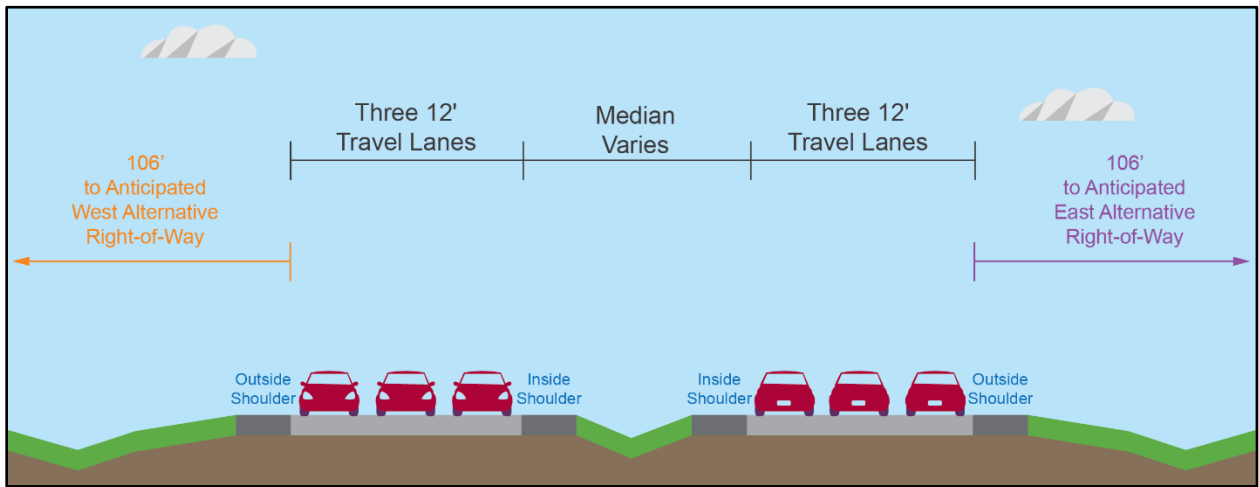 Three 12'
Travel Lanes
Median
Varies
Three 12'
Travel Lanes
106’
to Anticipated
West Alternative
Right-of-Way
106’
to Anticipated
East Alternative
Right-of-Way
Outside
Shoulder
Inside
Shoulder
Inside
Shoulder
Outside
Shoulder